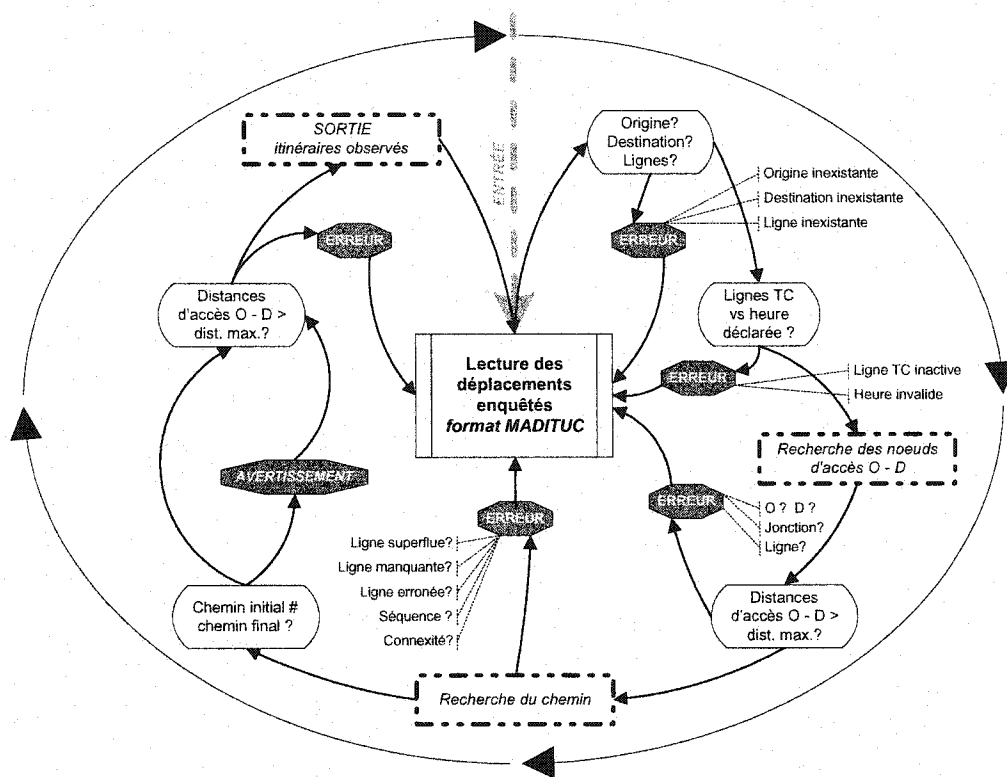 ENTRÉE
SORTIE
itinéraires observés
Origine?
Destination?
Lignes?
Origine inexistante
Destination inexistante
Ligne inexistante
ERREUR
ERREUR
Distances
d'accès O - D >
dist. max.?
Lignes TC
vs heure
déclarée ?
Lecture des
déplacements
enquêtés
format MADITUC
ERREUR
Ligne TC inactive
Heure invalide
Recherche des noeuds
d'accès O - D
AVERTISSEMENT
ERREUR
O ? D ?
Jonction?
Ligne?
ERREUR
Ligne superflue?
Ligne manquante?
Ligne erronée?
Séquence ?
Connexité?
Chemin initial #
chemin final ?
Distances
d'accès O - D >
dist. max.?
Recherche du chemin